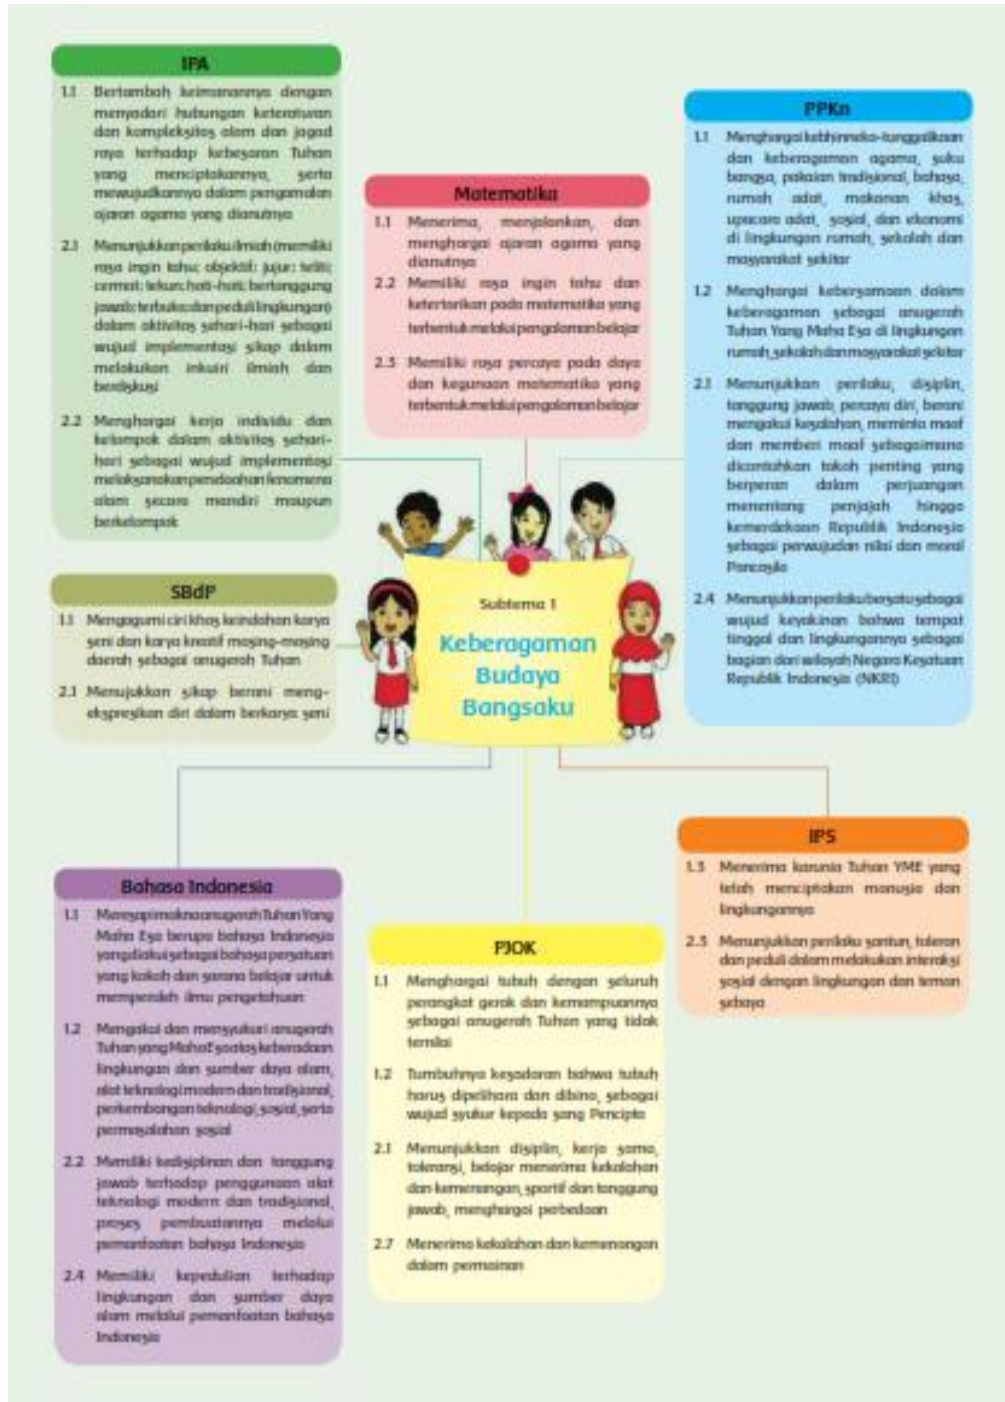 IPA
1.1 Bertambah keimanannya dengan
menyadari hubungan keteraturan
dan kompleksitas alam dan jagad
raya terhadap kebesaran Tuhan
yang menciptakannya, serta
mewujudkannya dalam pengamalan
ajaran agama yang dianutnya
2.1 Menunjukkan perilaku ilmiah (memiliki
rasa ingin tahu; objektif; jujur; teliti;
cermat; tekun; hati-hati; bertanggung
jawab; terbuka; dan peduli lingkungan)
dalam aktivitas sehari-hari sebagai
wujud implementasi sikap dalam
melakukan inkuiri ilmiah dan
berdiskusi
2.2 Menghargai kerja individu dan
kelompok dalam aktivitas sehari-
hari sebagai wujud implementasi
melaksanakan penelaahan fenomena
alam secara mandiri maupun
berkelompok
Matematika
1.1 Menerima, menjalankan, dan
menghargai ajaran agama yang
dianutnya
2.2 Memiliki rasa ingin tahu dan
ketertarikan pada matematika yang
terbentuk melalui pengalaman belajar
2.3 Memiliki rasa percaya pada daya
dan kegunaan matematika yang
terbentuk melalui pengalaman belajar
PPKn
1.1 Menghargai kebhinneka-tunggalikaan
dan keberagaman agama, suku
bangsa, pakaian tradisional, bahasa,
rumah adat, makanan khas,
upacara adat, sosial, dan ekonomi
di lingkungan rumah, sekolah dan
masyarakat sekitar
1.2 Menghargai kebersamaan dalam
keberagaman sebagai anugerah
Tuhan Yang Maha Esa di lingkungan
rumah, sekolah dan masyarakat sekitar
2.1 Menunjukkan perilaku, disiplin,
tanggung jawab, percaya diri, berani
mengakui kesalahan, meminta maaf
dan memberi maaf sebagaimana
dicontohkan tokoh penting yang
berperan dalam perjuangan
menentang penjajah hingga
kemerdekaan Republik Indonesia
sebagai perwujudan nilai dan moral
Pancasila
2.4 Menunjukkan perilaku bersatu sebagai
wujud keyakinan bahwa tempat
tinggal dan lingkungannya sebagai
bagian dari wilayah Negara Kesatuan
Republik Indonesia (NKRI)
SBdP
1.1 Mengagumi ciri khas keindahan karya
seni dan karya kreatif masing-masing
daerah sebagai anugerah Tuhan
2.1 Menujukkan sikap berani meng-
ekspresikan diri dalam berkarya seni
Subtema 1
Keberagaman
Budaya
Bangsaku
Bahasa Indonesia
1.1 Meresapi makna anugerah Tuhan Yang
Maha Esa berupa bahasa Indonesia
yang diakui sebagai bahasa persatuan
yang kokoh dan sarana belajar untuk
memperoleh ilmu pengetahuan
1.2 Mengakui dan mensyukuri anugerah
Tuhan yang Maha Esa atas keberadaan
lingkungan dan sumber daya alam,
alat teknologi modern dan tradisional,
perkembangan teknologi, sosial, serta
permasalahan sosial
2.2 Memiliki kedisiplinan dan tanggung
jawab terhadap penggunaan alat
teknologi modern dan tradisional,
proses pembuatannya melalui
pemanfaatan bahasa Indonesia
2.4 Memiliki kepedulian terhadap
lingkungan dan sumber daya
alam melalui pemanfaatan bahasa
Indonesia
PJOK
1.1 Menghargai tubuh dengan seluruh
perangkat gerak dan kemampuannya
sebagai anugerah Tuhan yang tidak
ternilai
1.2 Tumbuhnya kesadaran bahwa tubuh
harus dipelihara dan dibina, sebagai
wujud syukur kepada sang Pencipta
2.1 Menunjukkan disiplin, kerja sama,
toleransi, belajar menerima kekalahan
dan kemenangan, sportif dan tanggung
jawab, menghargai perbedaan
2.7 Menerima kekalahan dan kemenangan
dalam permainan
IPS
1.3 Menerima karunia Tuhan YME yang
telah menciptakan manusia dan
lingkungannya
2.3 Menunjukkan perilaku santun, toleran
dan peduli dalam melakukan interaksi
sosial dengan lingkungan dan teman
sebaya